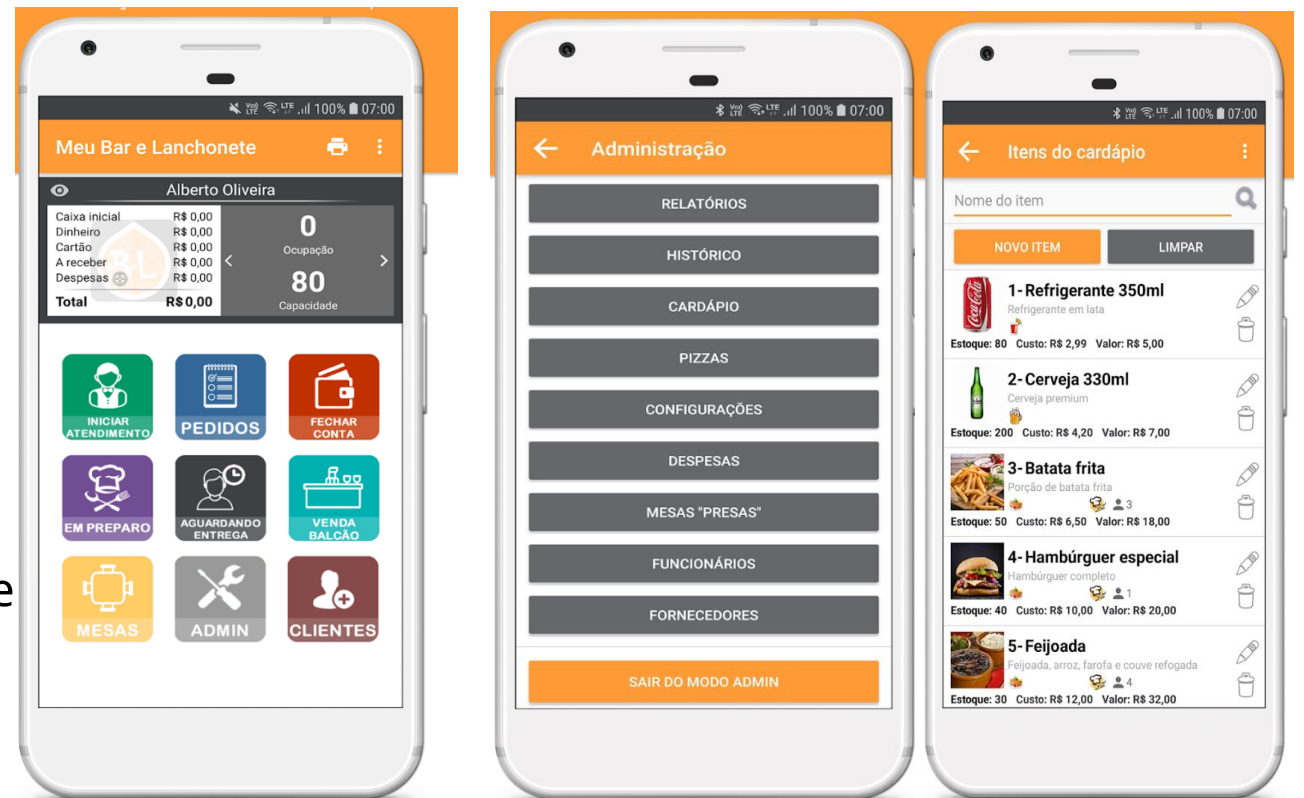 e
100% 07:00
Meu Bar e Lanchonete
Alberto Oliveira
Caixa inicial R$ 0,00
Dinheiro R$ 0,00
Cartão R$ 0,00
A receber R$ 0,00
Despesas R$ 0,00
Total R$ 0,00
0
Ocupação
80
Capacidade
INICIAR
ATENDIMENTO
PEDIDOS
FECHAR
CONTA
EM PREPARO
AGUARDANDO
ENTREGA
VENDA
BALCÃO
MESAS
ADMIN
CLIENTES
LTE 100% 07:00
Administração
RELATÓRIOS
HISTÓRICO
CARDÁPIO
PIZZAS
CONFIGURAÇÕES
DESPESAS
MESAS "PRESAS"
FUNCIONÁRIOS
FORNECEDORES
SAIR DO MODO ADMIN
LTE 100% 07:00
Itens do cardápio
Nome do item
NOVO ITEM LIMPAR
Coca-Cola
1- Refrigerante 350ml
Refrigerante em lata
Estoque: 80 Custo: R$ 2,99 Valor: R$ 5,00
2- Cerveja 330ml
Cerveja premium
Estoque: 200 Custo: R$ 4,20 Valor: R$ 7,00
3- Batata frita
Porção de batata frita
3
Estoque: 50 Custo: R$ 6,50 Valor: R$ 18,00
4- Hambúrguer especial
Hambúrguer completo
1
Estoque: 40 Custo: R$ 10,00 Valor: R$ 20,00
5- Feijoada
Feijoada, arroz, farofa e couve refogada
4
Estoque: 30 Custo: R$ 12,00 Valor: R$ 32,00